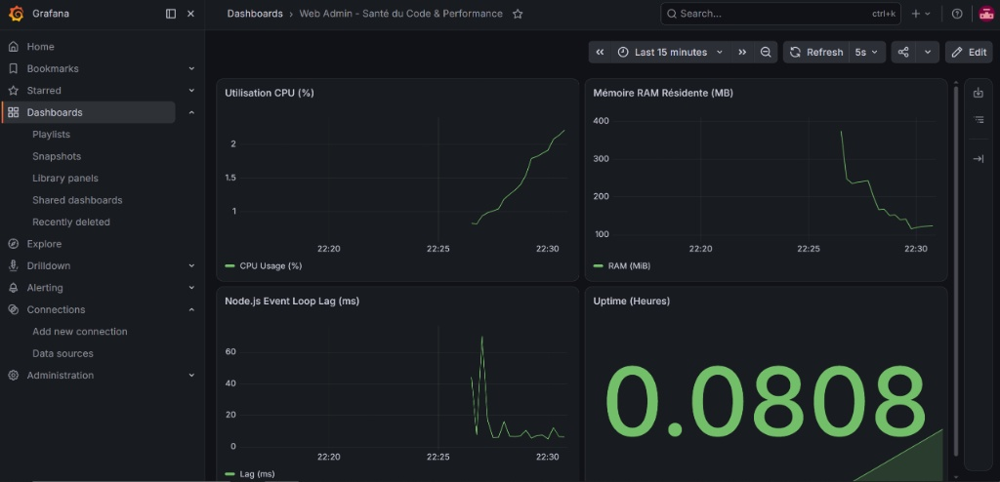 Grafana
Dashboards › Web Admin - Santé du Code & Performance
Search...
ctrl+k
Home
Bookmarks
Starred
Dashboards
Playlists
Snapshots
Library panels
Shared dashboards
Recently deleted
Explore
Drilldown
Alerting
Connections
Add new connection
Data sources
Administration
Last 15 minutes
Refresh
5s
Edit
Utilisation CPU (%)
2
1.5
1
22:20
22:25
22:30
CPU Usage (%)
Mémoire RAM Résidente (MB)
400
300
200
100
22:20
22:25
22:30
RAM (MiB)
Node.js Event Loop Lag (ms)
60
40
20
0
22:20
22:25
22:30
Lag (ms)
Uptime (Heures)
0.0808